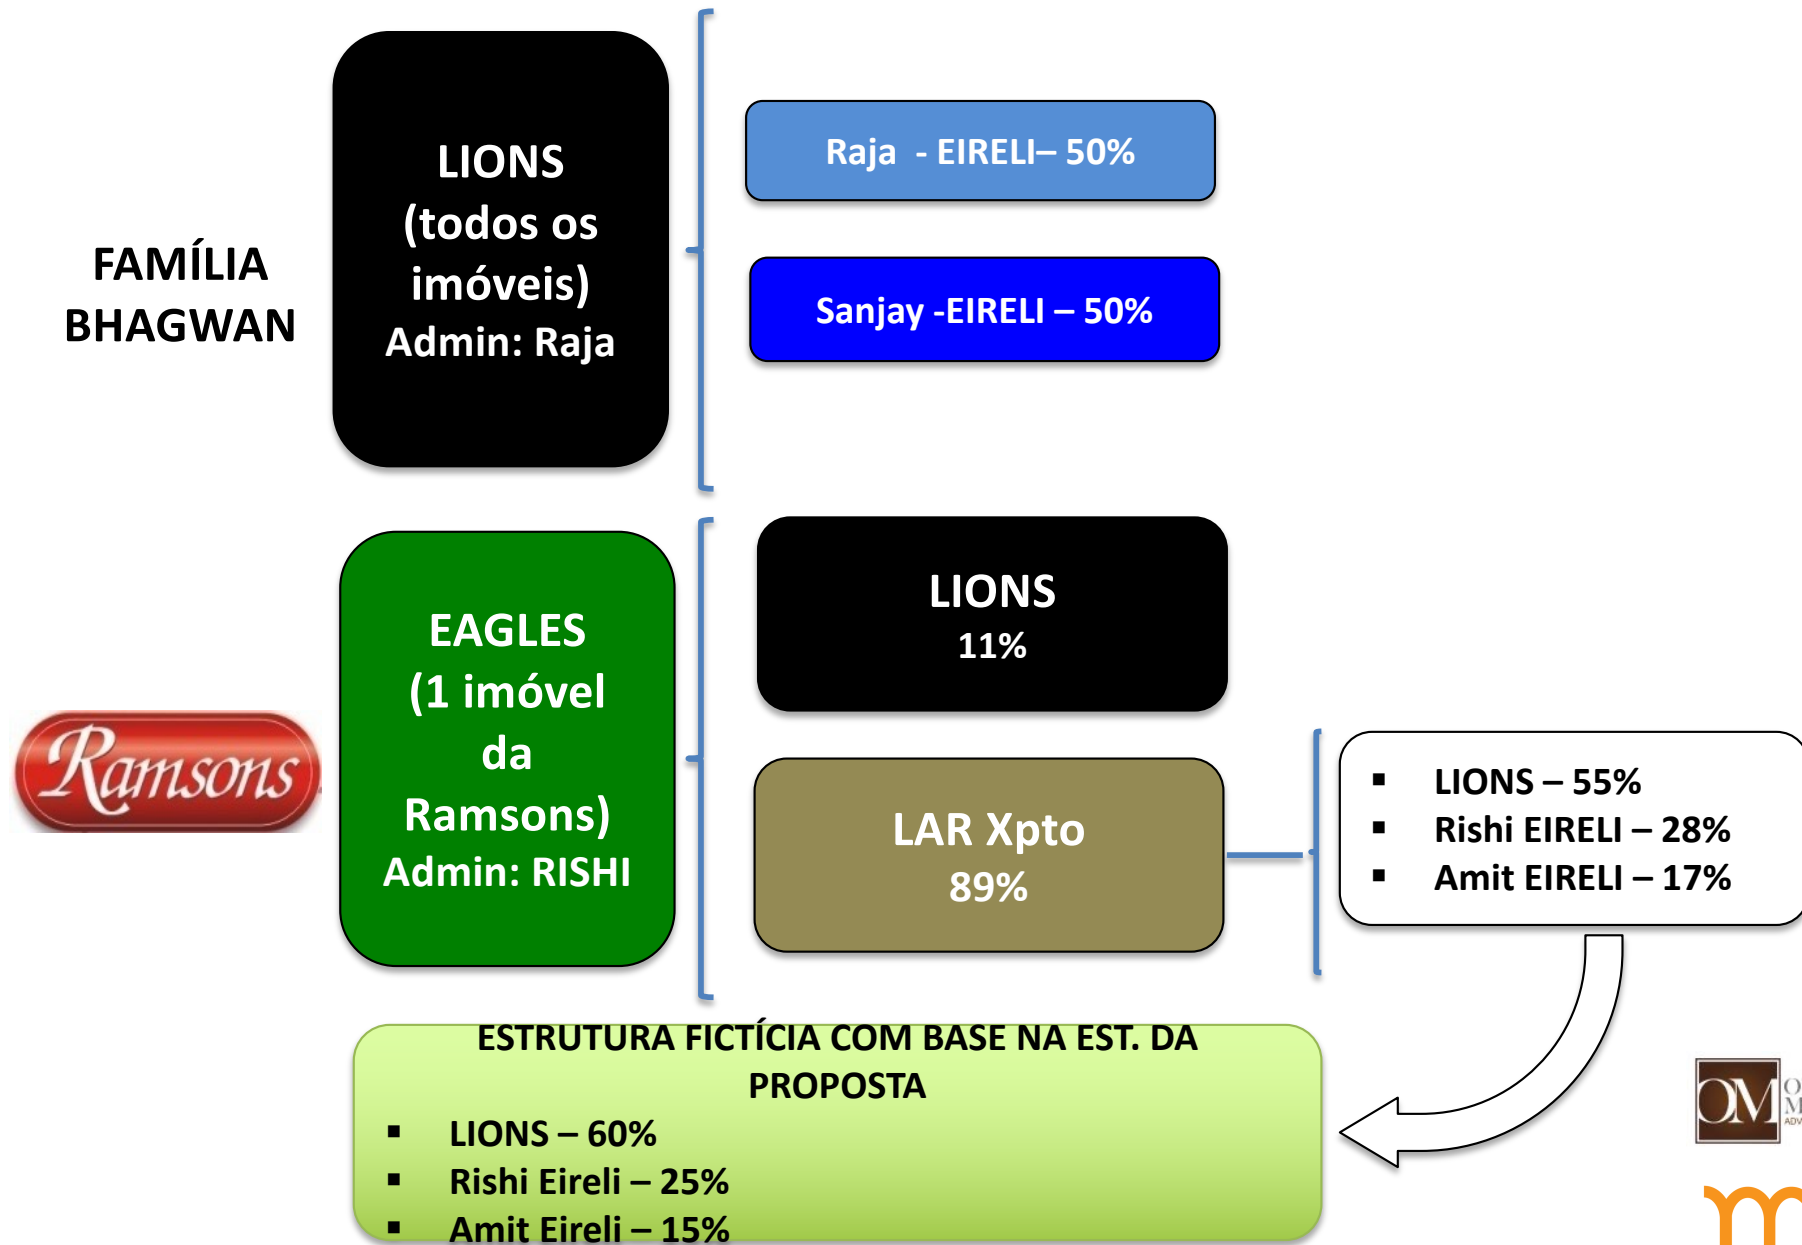 FAMÍLIA
BHAGWAN
LIONS
(todos os
imóveis)
Admin: Raja
Raja - EIRELI– 50%
Sanjay -EIRELI – 50%
Ramsons
EAGLES
(1 imóvel
da
Ramsons)
Admin: RISHI
LIONS
11%
LAR Xpto
89%
▪ LIONS – 55%
▪ Rishi EIRELI – 28%
▪ Amit EIRELI – 17%
ESTRUTURA FICTÍCIA COM BASE NA EST. DA
PROPOSTA
▪ LIONS – 60%
▪ Rishi Eireli – 25%
▪ Amit Eireli – 15%
OM